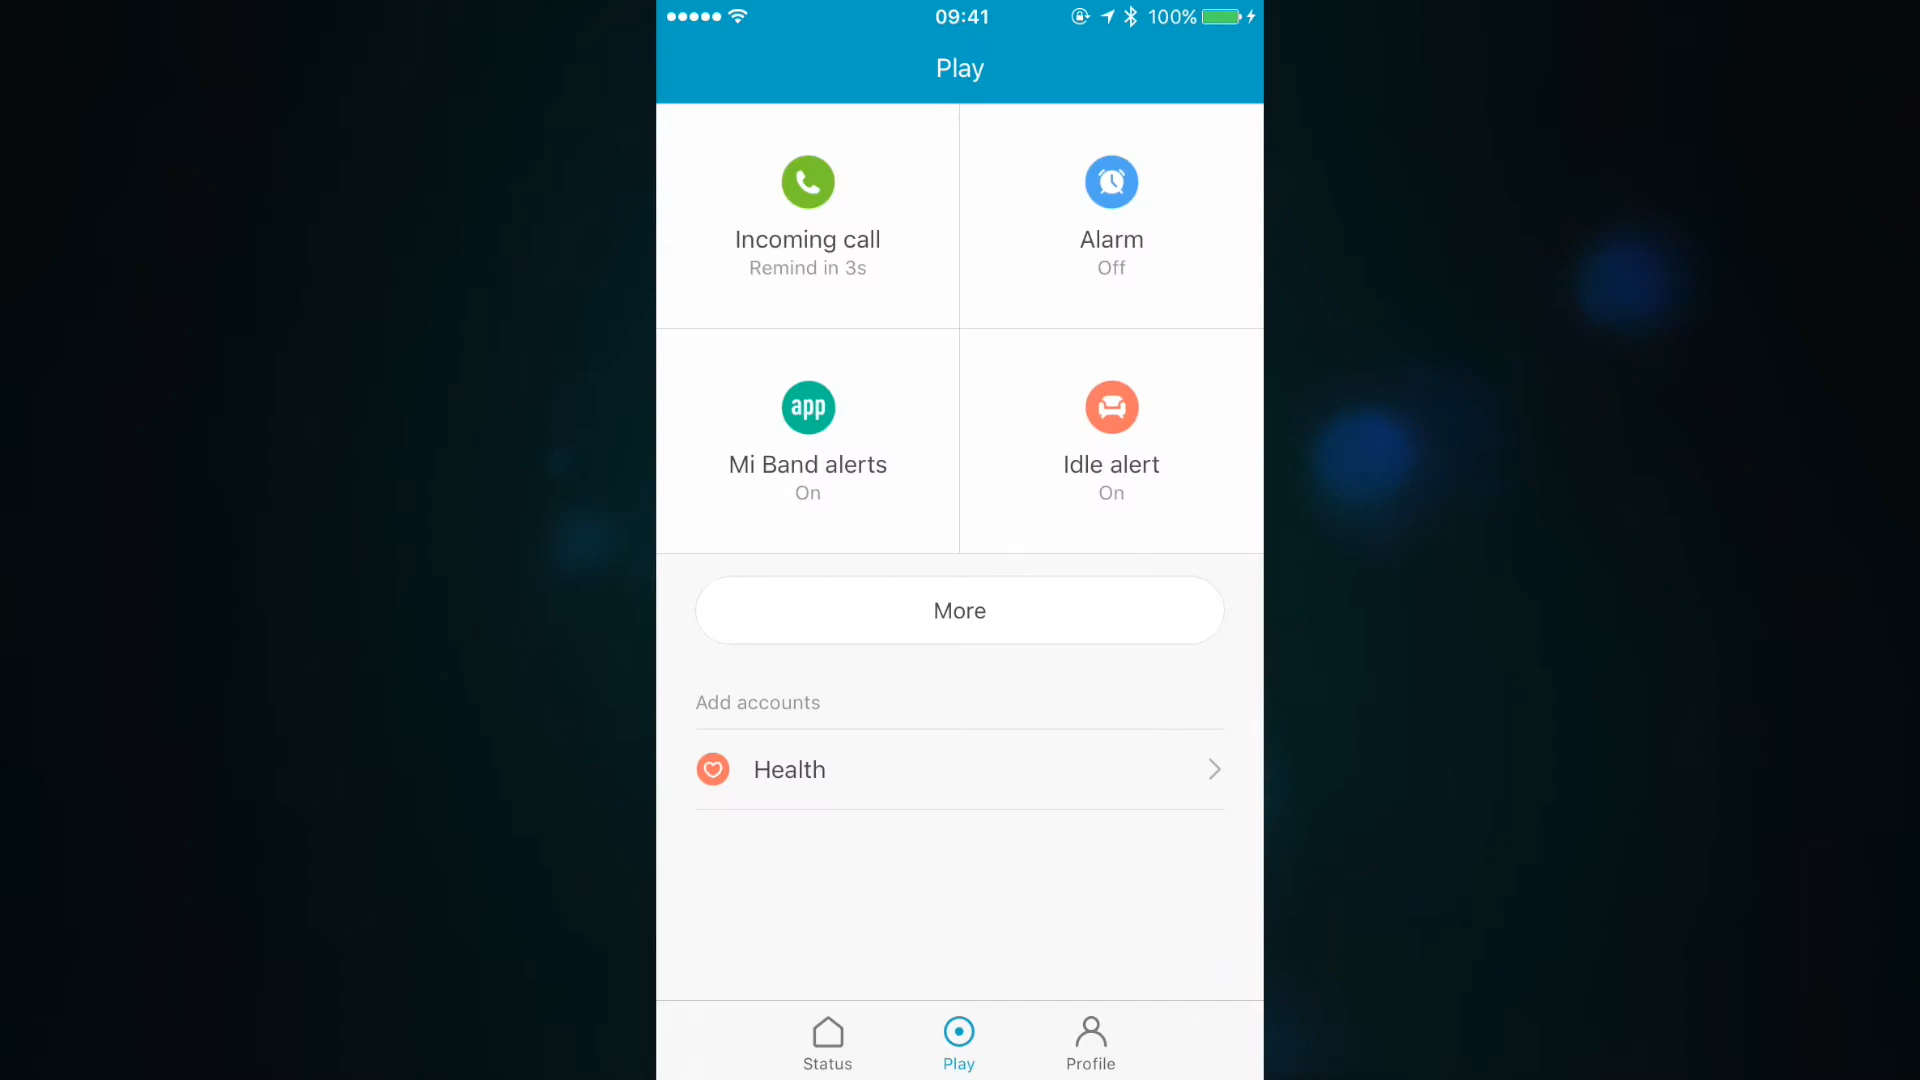 09:41
100%
Play
Incoming call
Remind in 3s
Alarm
Off
app
Mi Band alerts
On
Idle alert
On
More
Add accounts
Health
Status
Play
Profile